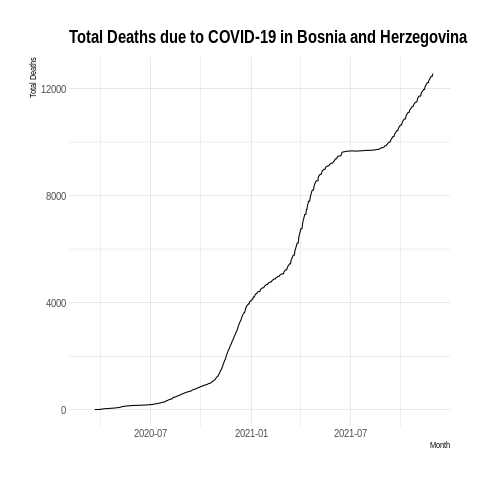 Total Deaths due to COVID-19 in Bosnia and Herzegovina
Total Deaths
12000
8000
4000
0
2020-07 2021-01 2021-07
Month